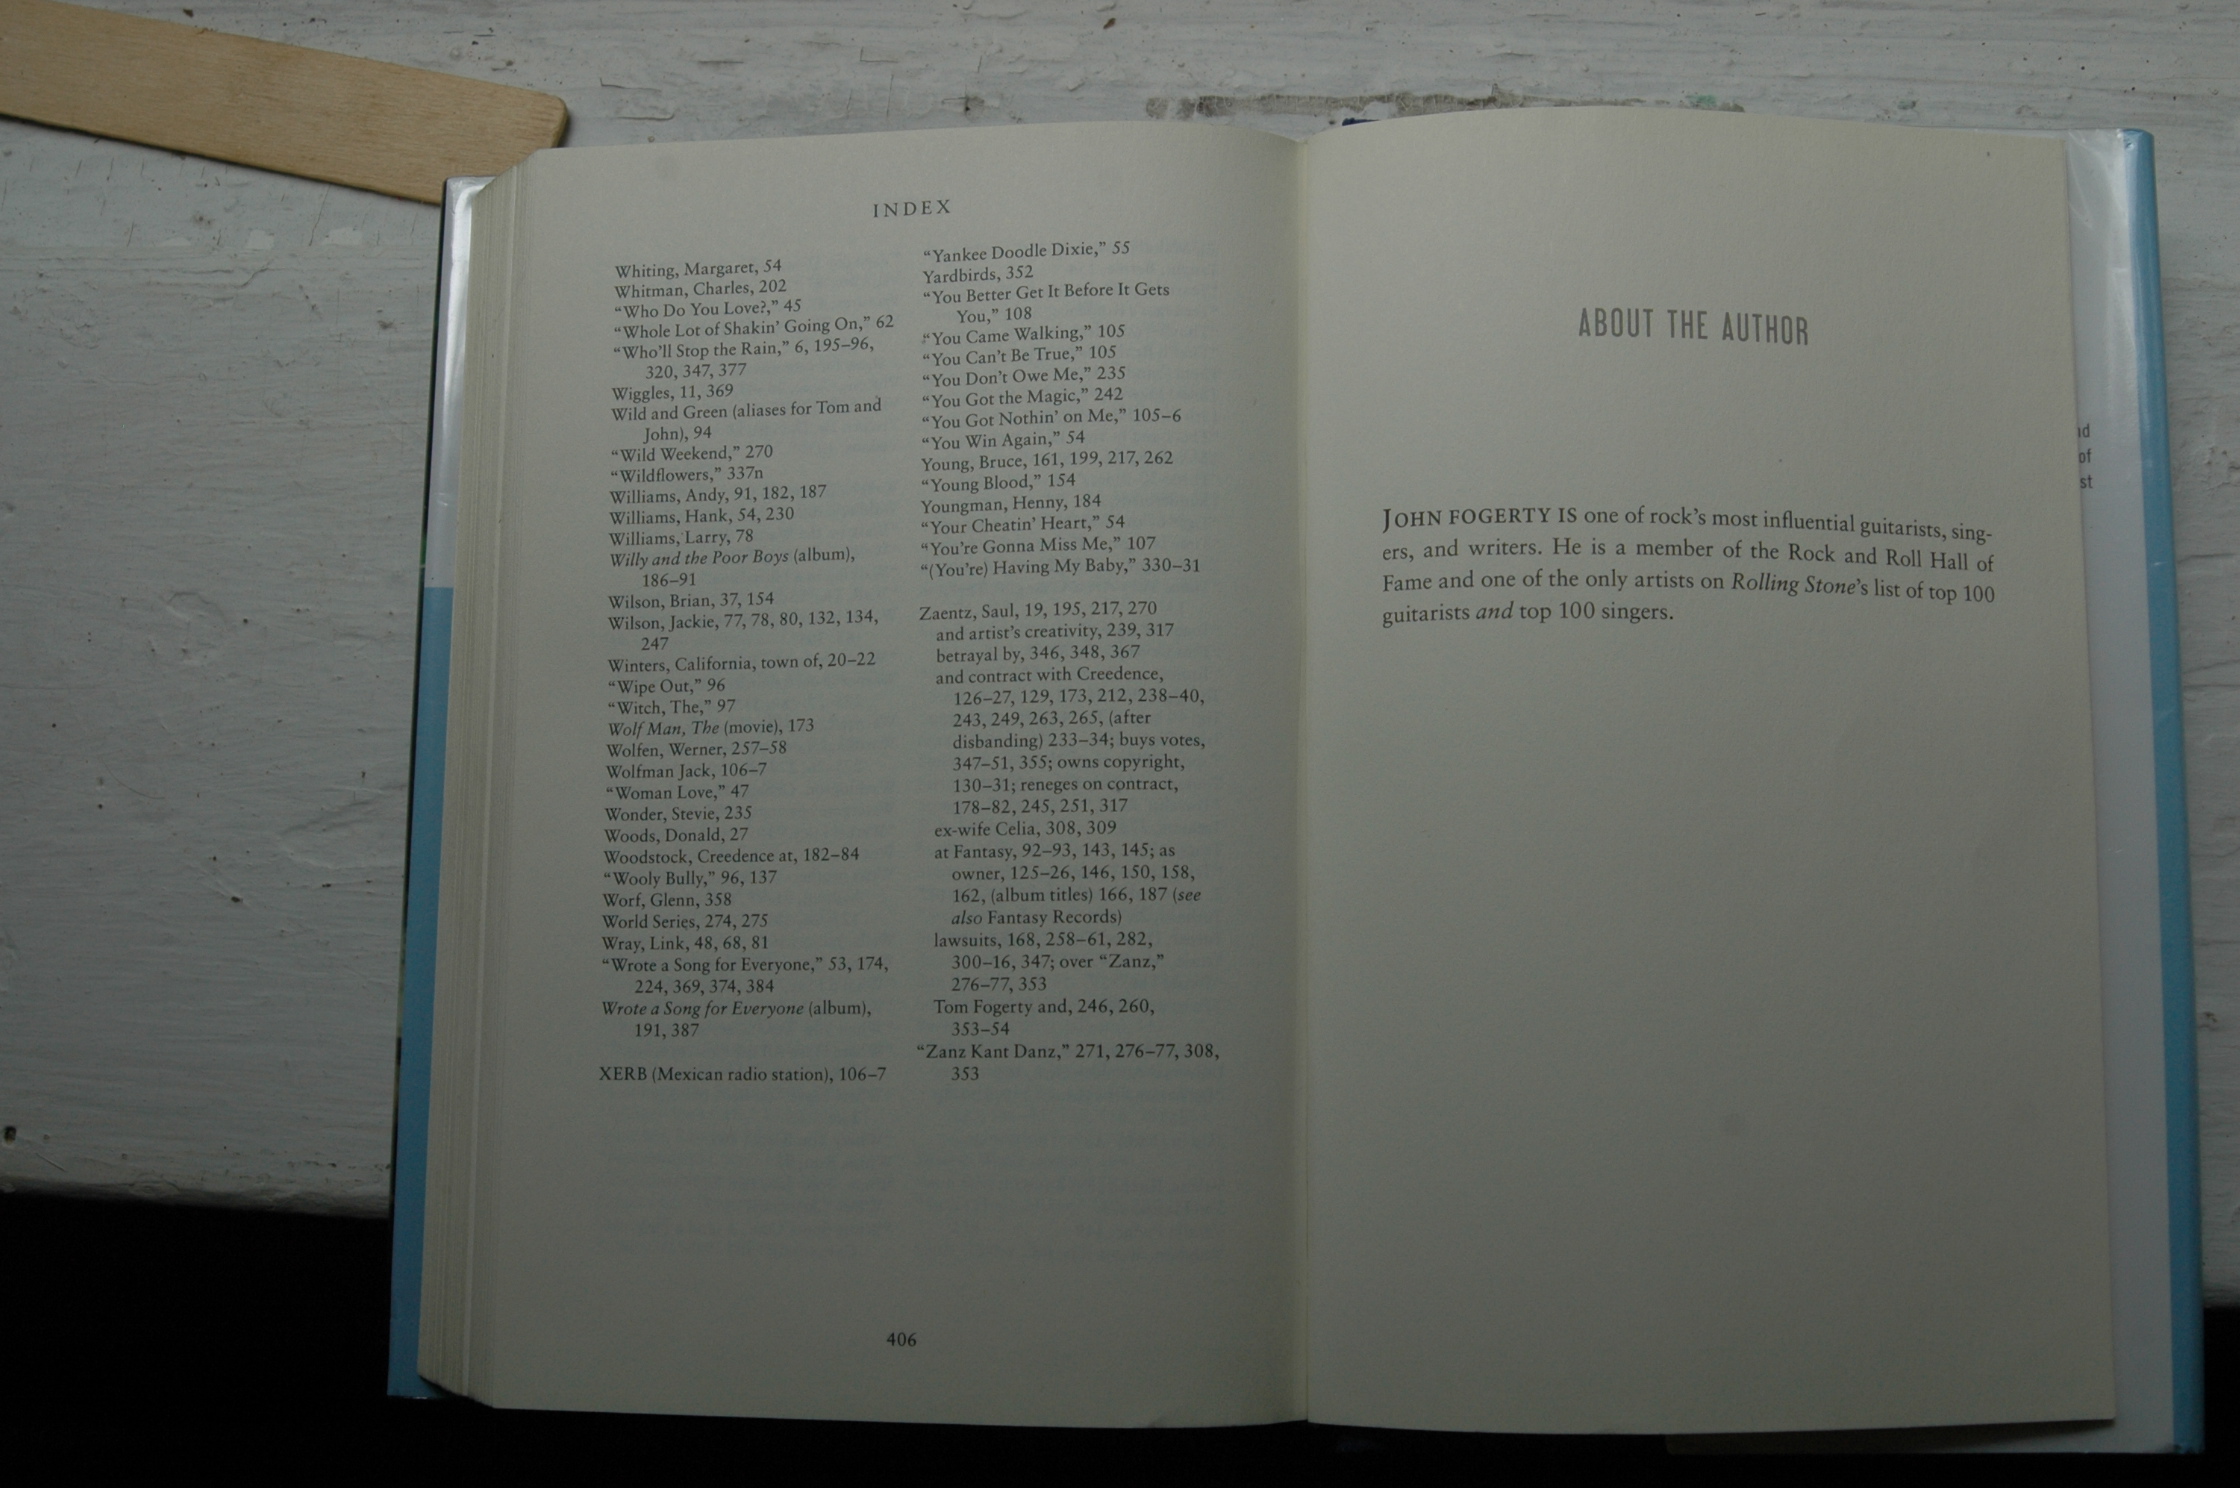 INDEX
Whiting, Margaret, 54
Whitman, Charles, 202
“Who Do You Love?,” 45
“Whole Lot of Shakin’ Going On,” 62
“Who’ll Stop the Rain,” 6, 195–96,
320, 347, 377
Wiggles, 11, 369
Wild and Green (aliases for Tom and
John), 94
“Wild Weekend,” 270
“Wildflowers,” 337n
Williams, Andy, 91, 182, 187
Williams, Hank, 54, 230
Williams, Larry, 78
Willy and the Poor Boys (album),
186–91
Wilson, Brian, 37, 154
Wilson, Jackie, 77, 78, 80, 132, 134,
247
Winters, California, town of, 20–22
“Wipe Out,” 96
“Witch, The,” 97
Wolf Man, The (movie), 173
Wolfen, Werner, 257–58
Wolfman Jack, 106–7
“Woman Love,” 47
Wonder, Stevie, 235
Woods, Donald, 27
Woodstock, Creedence at, 182–84
“Wooly Bully,” 96, 137
Worf, Glenn, 358
World Series, 274, 275
Wray, Link, 48, 68, 81
“Wrote a Song for Everyone,” 53, 174,
224, 369, 374, 384
Wrote a Song for Everyone (album),
191, 387
XERB (Mexican radio station), 106–7
“Yankee Doodle Dixie,” 55
Yardbirds, 352
“You Better Get It Before It Gets
You,” 108
“You Came Walking,” 105
“You Can’t Be True,” 105
“You Don’t Owe Me,” 235
“You Got the Magic,” 242
“You Got Nothin’ on Me,” 105–6
“You Win Again,” 54
Young, Bruce, 161, 199, 217, 262
“Young Blood,” 154
Youngman, Henny, 184
“Your Cheatin’ Heart,” 54
“You’re Gonna Miss Me,” 107
“(You’re) Having My Baby,” 330–31
Zaentz, Saul, 19, 195, 217, 270
and artist’s creativity, 239, 317
betrayal by, 346, 348, 367
and contract with Creedence,
126–27, 129, 173, 212, 238–40,
243, 249, 263, 265, (after
disbanding) 233–34; buys votes,
347–51, 355; owns copyright,
130–31; reneges on contract,
178–82, 245, 251, 317
ex-wife Celia, 308, 309
at Fantasy, 92–93, 143, 145; as
owner, 125–26, 146, 150, 158,
162, (album titles) 166, 187 (see
also Fantasy Records)
lawsuits, 168, 258–61, 282,
300–16, 347; over “Zanz,”
276–77, 353
Tom Fogerty and, 246, 260,
353–54
“Zanz Kant Danz,” 271, 276–77, 308,
353
406
ABOUT THE AUTHOR
JOHN FOGERTY IS one of rock’s most influential guitarists, sing-
ers, and writers. He is a member of the Rock and Roll Hall of
Fame and one of the only artists on Rolling Stone’s list of top 100
guitarists and top 100 singers.
of